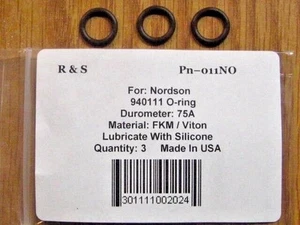 R & S Pn-011NO
For: Nordson
940111 O-ring
Durometer: 75A
Material: FKM / Viton
Lubricate With Silicone
Quantity: 3 Made In USA
301111002024